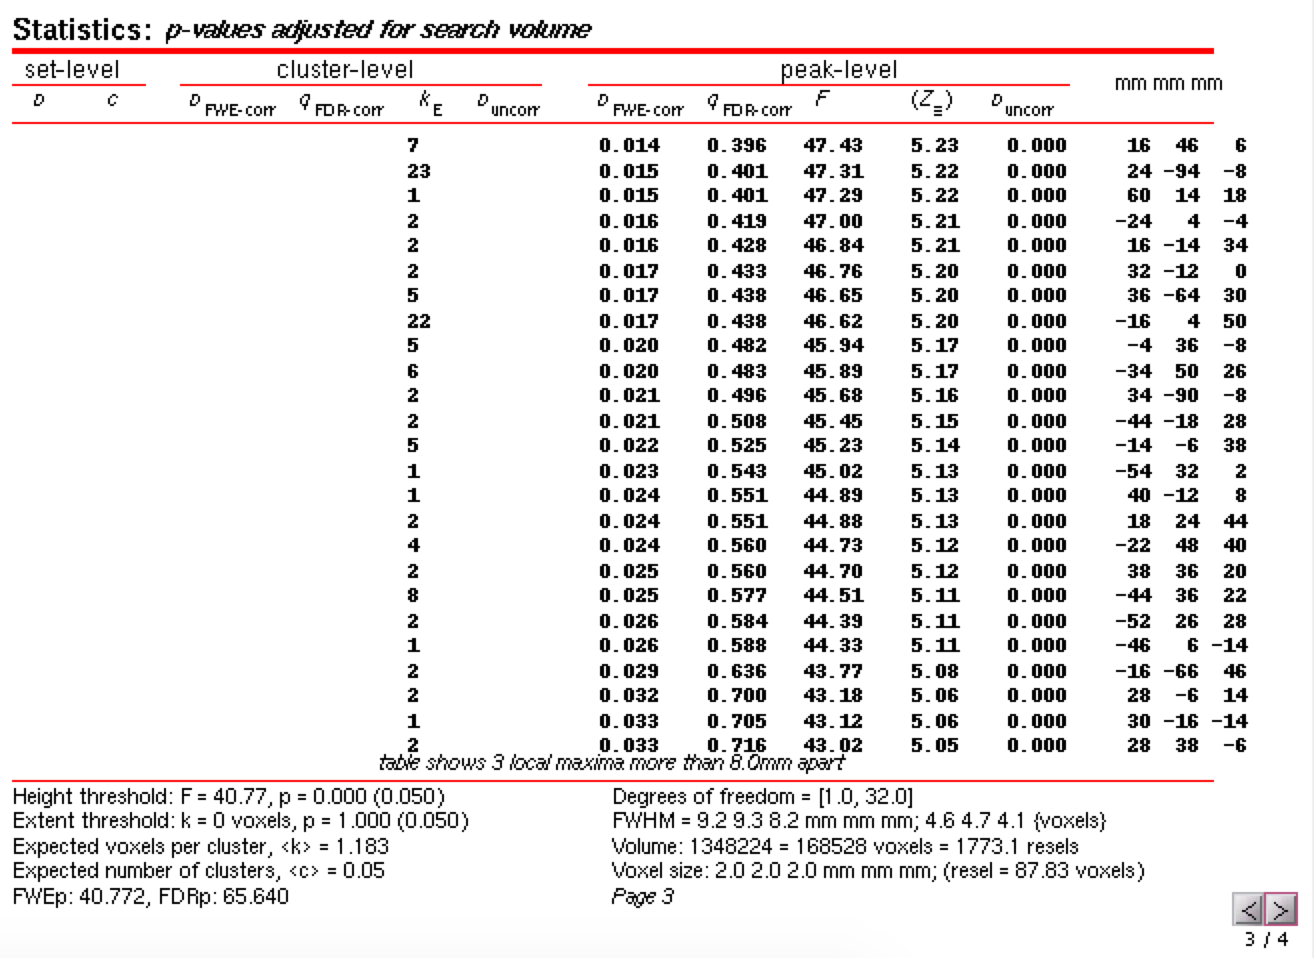 Statistics: p-values adjusted for search volume
set-level cluster-level peak-level mm mm mm
p c p FWE-corr q FDR-corr k E p uncorr p FWE-corr q FDR-corr F (Z≡) p uncorr
7 0.014 0.396 47.43 5.23 0.000 16 46 6
23 0.015 0.401 47.31 5.22 0.000 24 -94 -8
1 0.015 0.401 47.29 5.22 0.000 60 14 18
2 0.016 0.419 47.00 5.21 0.000 -24 4 -4
2 0.016 0.428 46.84 5.21 0.000 16 -14 34
2 0.017 0.433 46.76 5.20 0.000 32 -12 0
5 0.017 0.438 46.65 5.20 0.000 36 -64 30
22 0.017 0.438 46.62 5.20 0.000 -16 4 50
5 0.020 0.482 45.94 5.17 0.000 -4 36 -8
6 0.020 0.483 45.89 5.17 0.000 -34 50 26
2 0.021 0.496 45.68 5.16 0.000 34 -90 -8
2 0.021 0.508 45.45 5.15 0.000 -44 -18 28
5 0.022 0.525 45.23 5.14 0.000 -14 -6 38
1 0.023 0.543 45.02 5.13 0.000 -54 32 2
1 0.024 0.551 44.89 5.13 0.000 40 -12 8
2 0.024 0.551 44.88 5.13 0.000 18 24 44
4 0.024 0.560 44.73 5.12 0.000 -22 48 40
2 0.025 0.560 44.70 5.12 0.000 38 36 20
8 0.025 0.577 44.51 5.11 0.000 -44 36 22
2 0.026 0.584 44.39 5.11 0.000 -52 26 28
1 0.026 0.588 44.33 5.11 0.000 -46 6 -14
2 0.029 0.636 43.77 5.08 0.000 -16 -66 46
2 0.032 0.700 43.18 5.06 0.000 28 -6 14
1 0.033 0.705 43.12 5.06 0.000 30 -16 -14
2 0.033 0.716 43.02 5.05 0.000 28 38 -6
table shows 3 local maxima more than 8.0mm apart
Height threshold: F = 40.77, p = 0.000 (0.050) Degrees of freedom = [1.0, 32.0]
Extent threshold: k = 0 voxels, p = 1.000 (0.050) FWHM = 9.2 9.3 8.2 mm mm mm; 4.6 4.7 4.1 {voxels}
Expected voxels per cluster, <k> = 1.183 Volume: 1348224 = 168528 voxels = 1773.1 resels
Expected number of clusters, <c> = 0.05 Voxel size: 2.0 2.0 2.0 mm mm mm; (resel = 87.83 voxels)
FWEp: 40.772, FDRp: 65.640 Page 3
< >
3 / 4